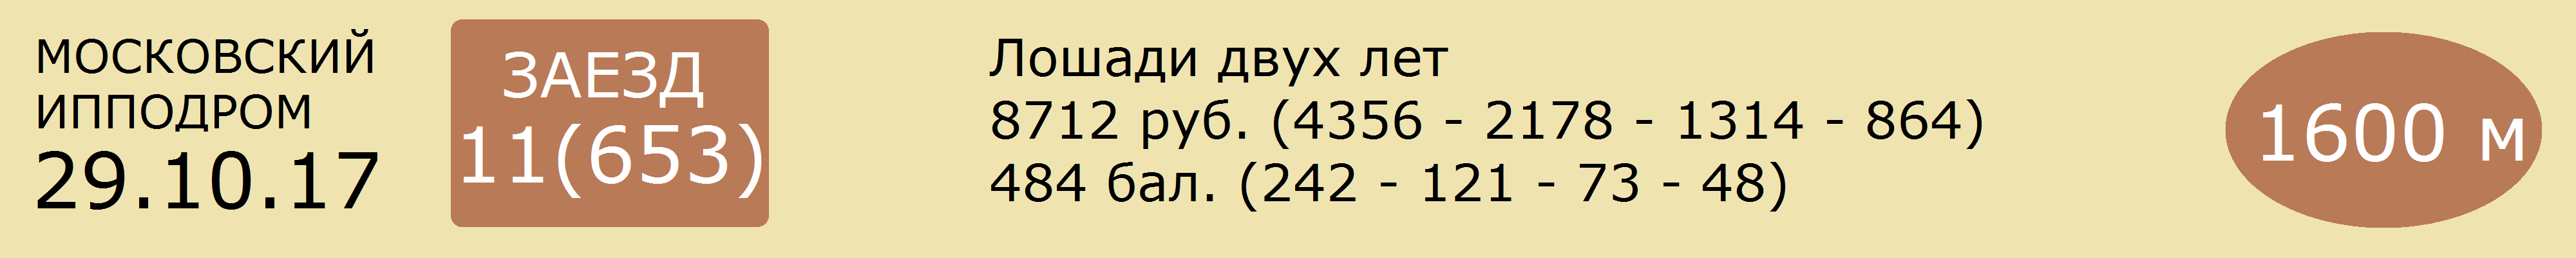 МОСКОВСКИЙ
ИППОДРОМ
29.10.17
ЗАЕЗД
11(653)
Лошади двух лет
8712 руб. (4356 - 2178 - 1314 - 864)
484 бал. (242 - 121 - 73 - 48)
1600 м